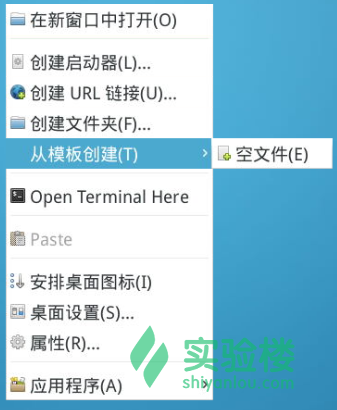 在新窗口中打开(O)
创建启动器(L)...
创建 URL 链接(U)...
创建文件夹(F)...
从模板创建(T)
空文件(E)
Open Terminal Here
Paste
安排桌面图标(I)
桌面设置(S)...
属性(R)...
应用程序(A)
实验楼
shiyanlou.com